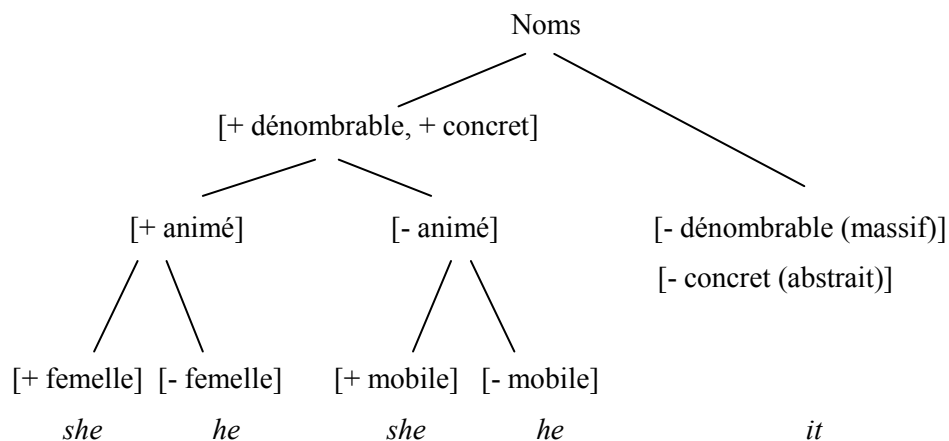 Noms
[+ dénombrable, + concret]
[+ animé] [- animé] [- dénombrable (massif)]
[- concret (abstrait)]
[+ femelle] [- femelle] [+ mobile] [- mobile]
she he she he it